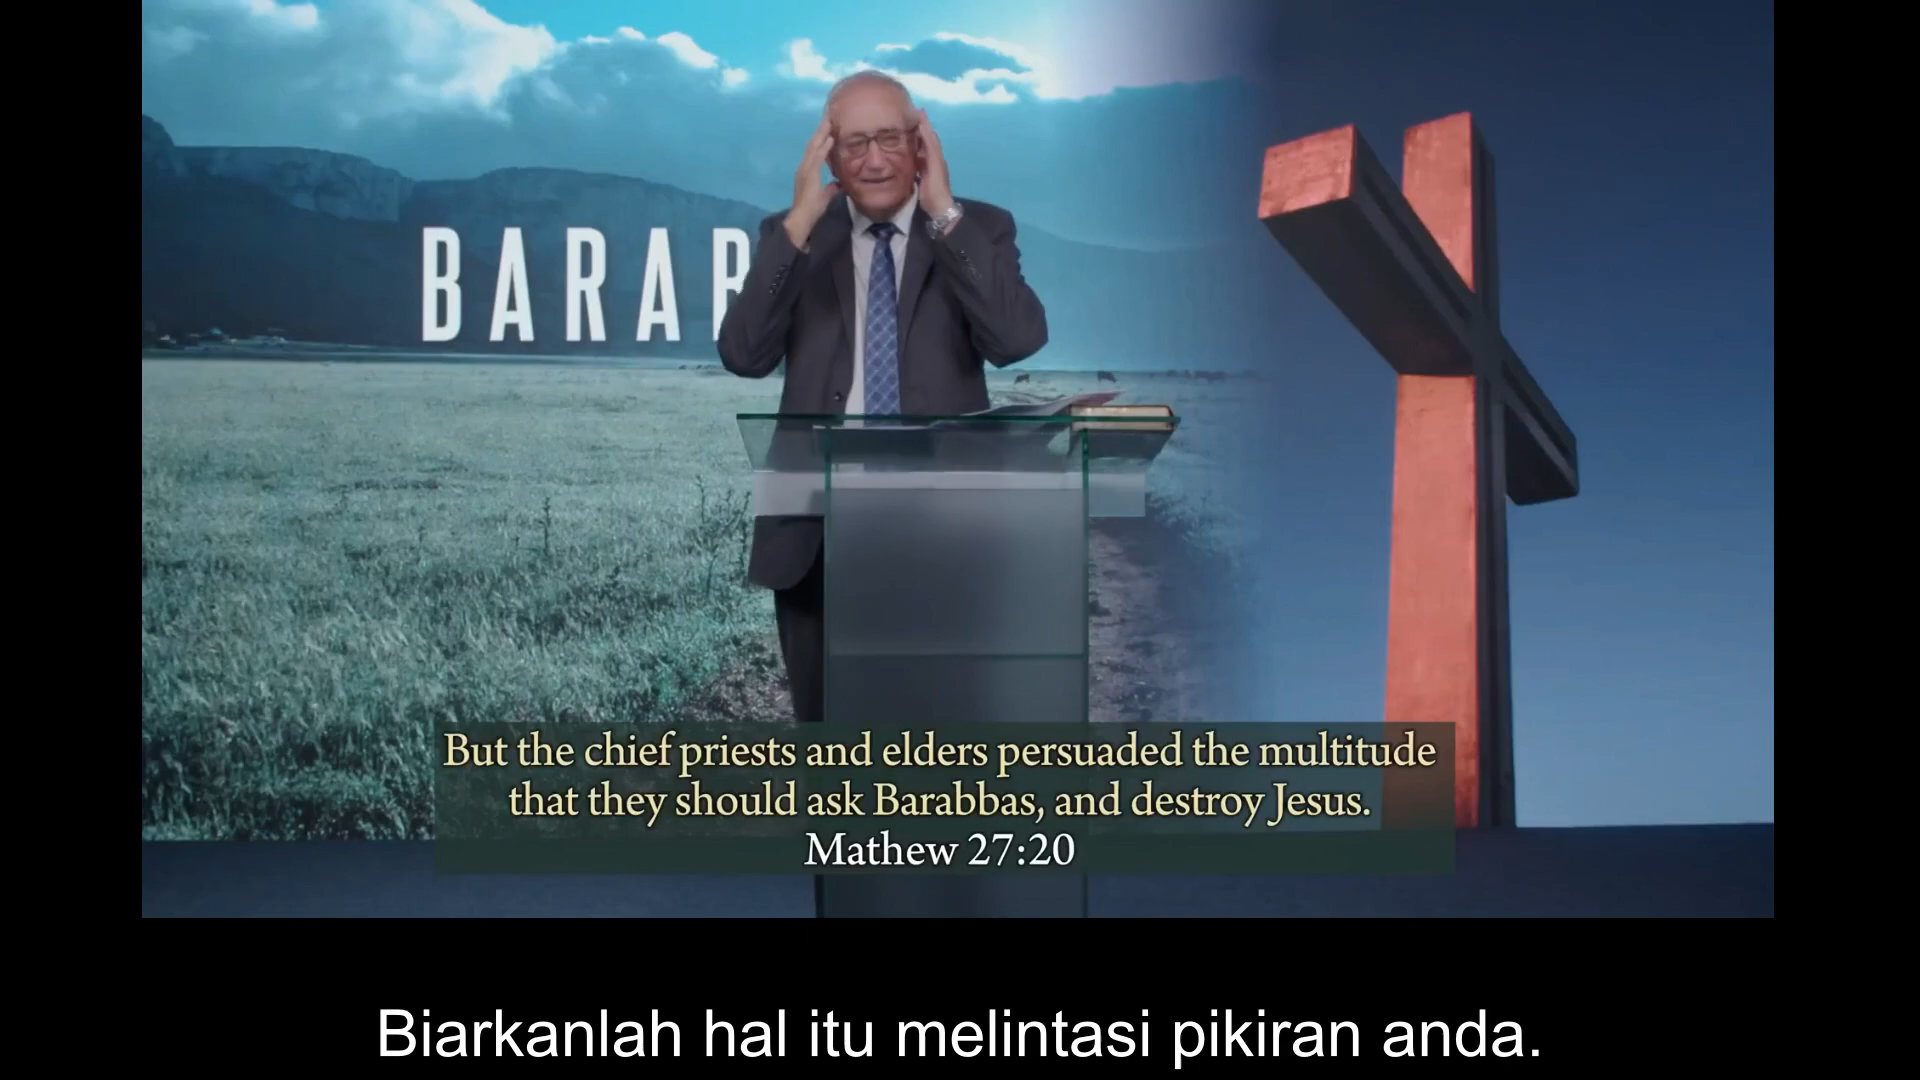 BARAB
But the chief priests and elders persuaded the multitude
that they should ask Barabbas, and destroy Jesus.
Mathew 27:20
Biarkanlah hal itu melintasi pikiran anda.